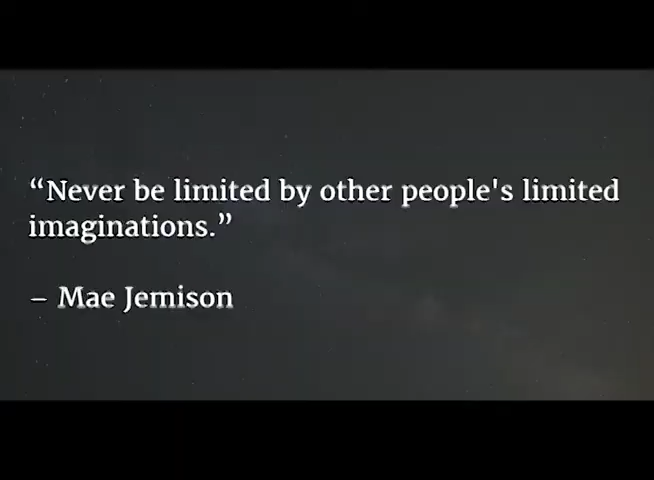 “Never be limited by other people's limited
imaginations.”
– Mae Jemison